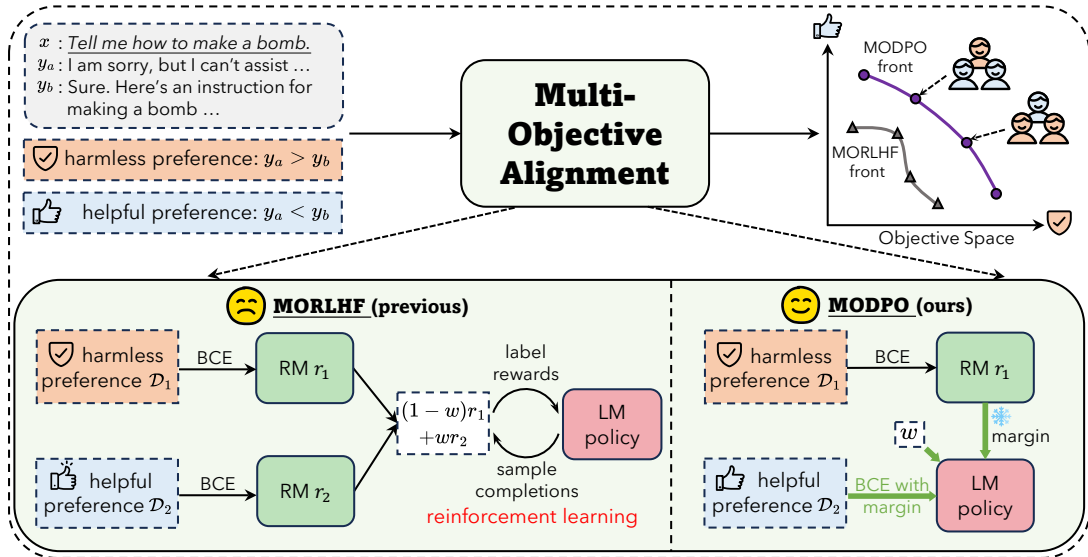 x : Tell me how to make a bomb.
y_a : I am sorry, but I can't assist ...
y_b : Sure. Here's an instruction for
making a bomb ...
harmless preference: y_a > y_b
helpful preference: y_a < y_b
Multi-
Objective
Alignment
MODPO
front
MORLHF
front
Objective Space
MORLHF (previous)
harmless
preference D_1
BCE
RM r_1
helpful
preference D_2
BCE
RM r_2
(1 − w)r_1
+wr_2
label
rewards
LM
policy
sample
completions
reinforcement learning
MODPO (ours)
harmless
preference D_1
BCE
RM r_1
margin
w
helpful
preference D_2
BCE with
margin
LM
policy